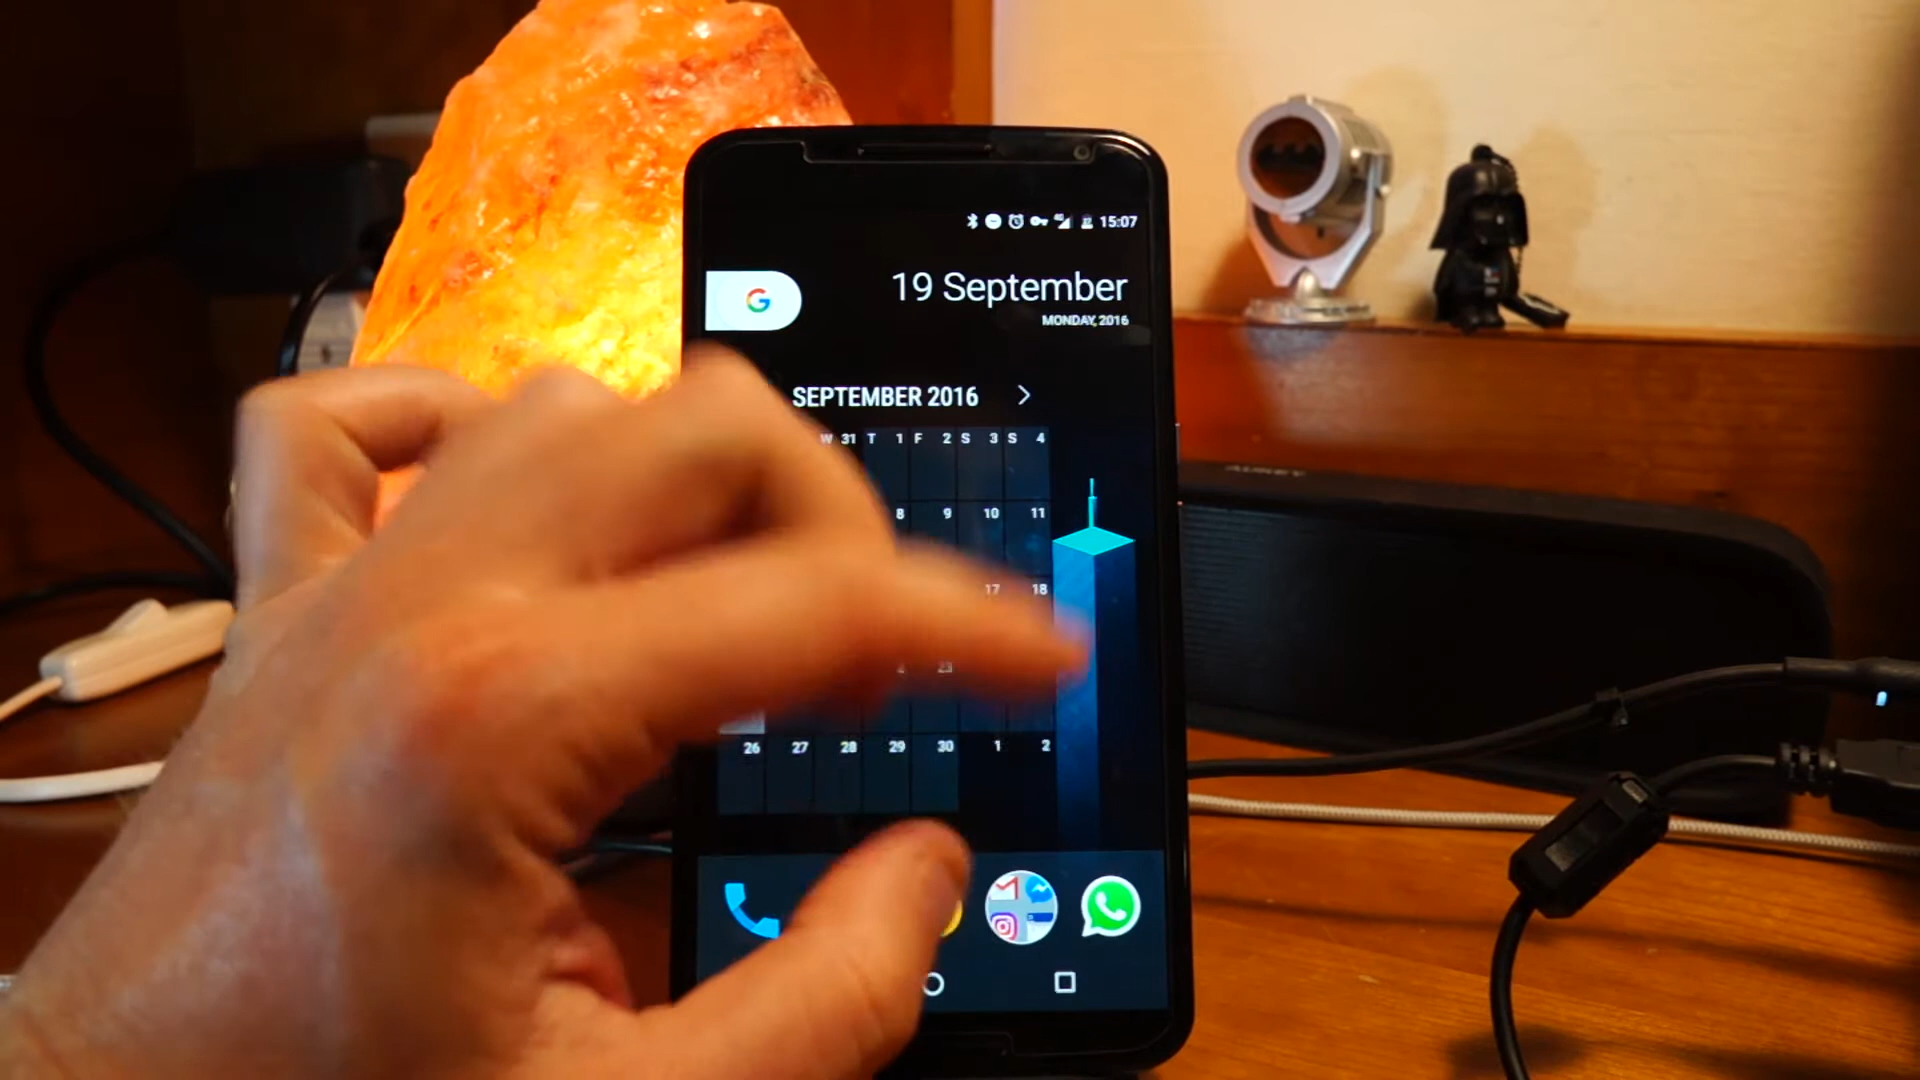 15:07
19 September
MONDAY, 2016
G
SEPTEMBER 2016
W 31 T 1 F 2 S 3 S 4
8 9 10 11
17 18
23
26 27 28 29 30 1 2